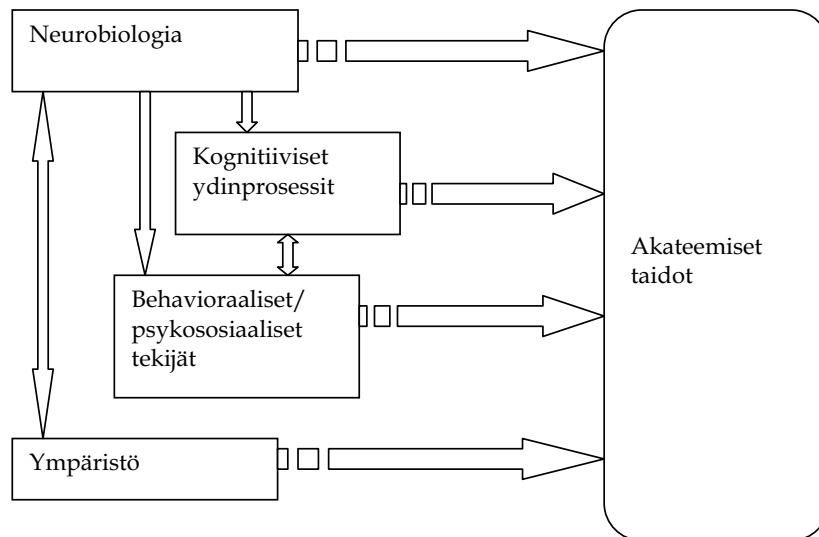 Neurobiologia
Kognitiiviset
ydinprosessit
Behavioraaliset/
psykososiaaliset
tekijät
Ympäristö
Akateemiset
taidot